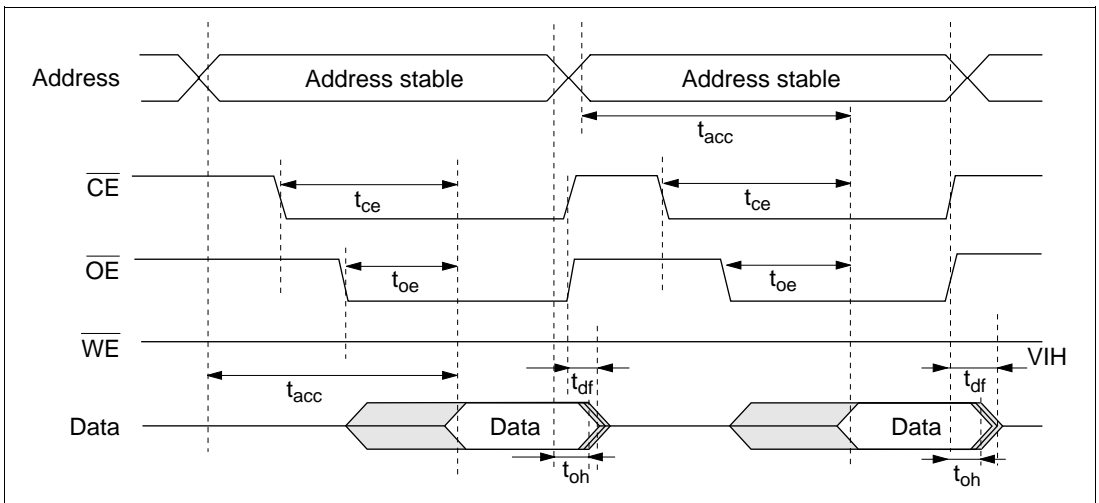 Address Address stable Address stable
tacc
CE
tce tce
OE
toe toe
WE
VIH
tacc tdf tdf
Data Data Data
toh toh